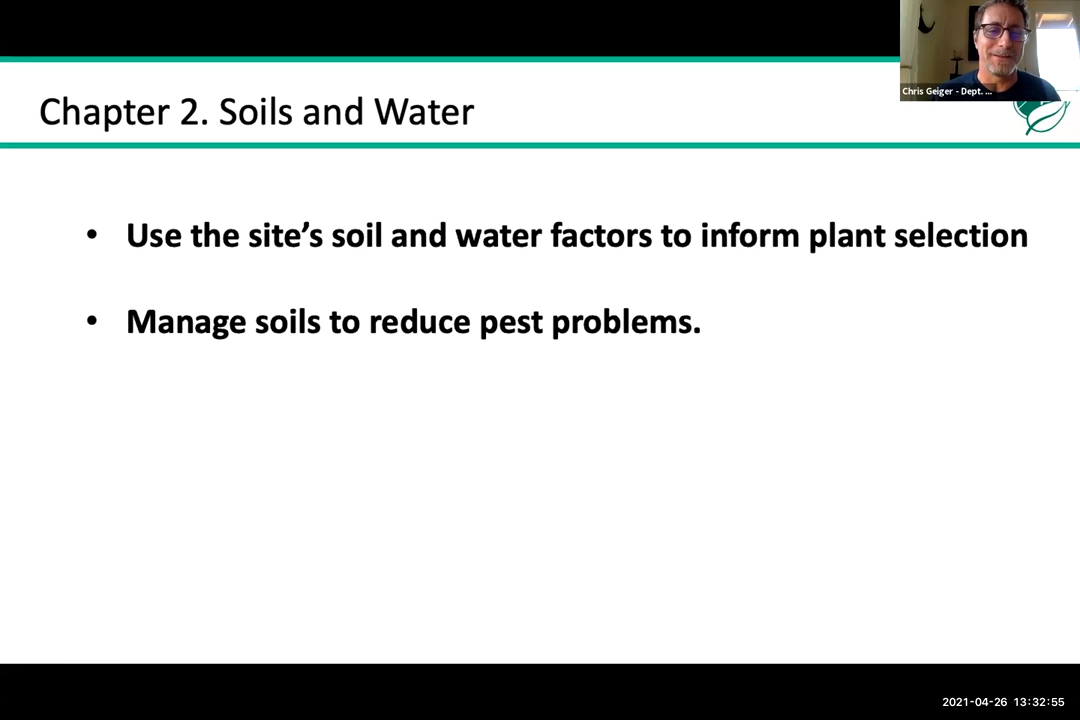 Chris Geiger - Dept. ...
Chapter 2. Soils and Water
• Use the site’s soil and water factors to inform plant selection
• Manage soils to reduce pest problems.
2021-04-26 13:32:55